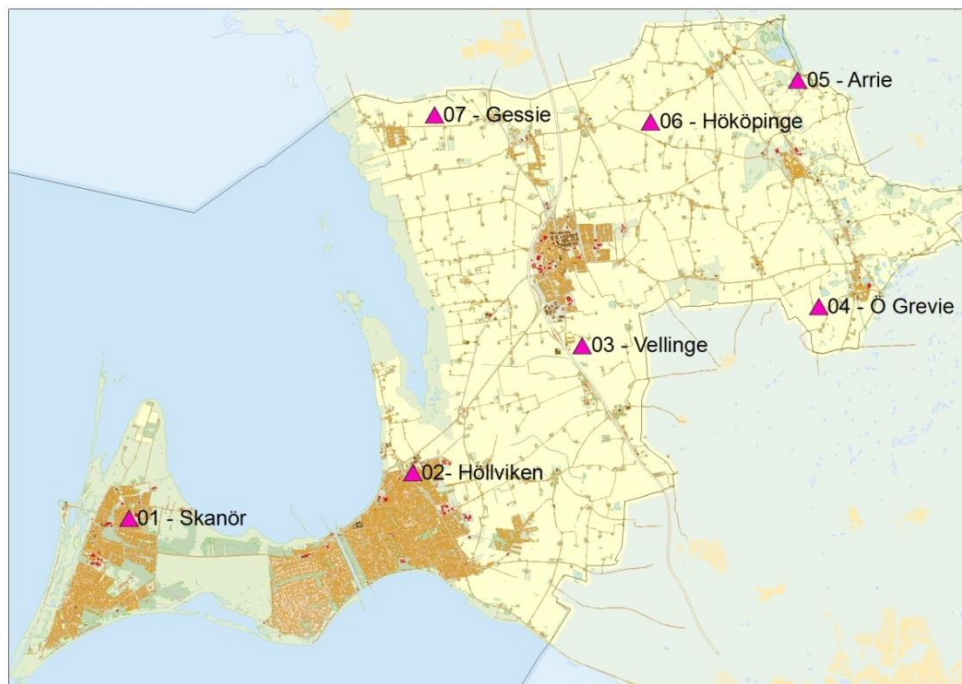 05 - Arrie
07 - Gessie
06 - Hököpinge
04 - Ö Grevie
03 - Vellinge
02- Höllviken
01 - Skanör